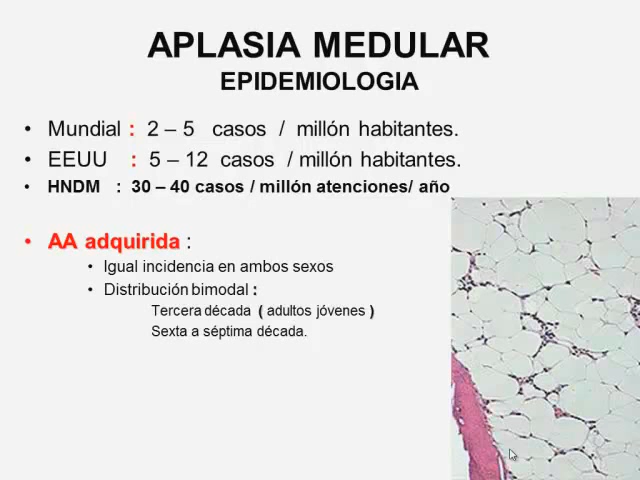 APLASIA MEDULAR
EPIDEMIOLOGIA
• Mundial : 2 – 5 casos / millón habitantes.
• EEUU : 5 – 12 casos / millón habitantes.
• HNDM : 30 – 40 casos / millón atenciones/ año
• AA adquirida :
• Igual incidencia en ambos sexos
• Distribución bimodal :
Tercera década ( adultos jóvenes )
Sexta a séptima década.